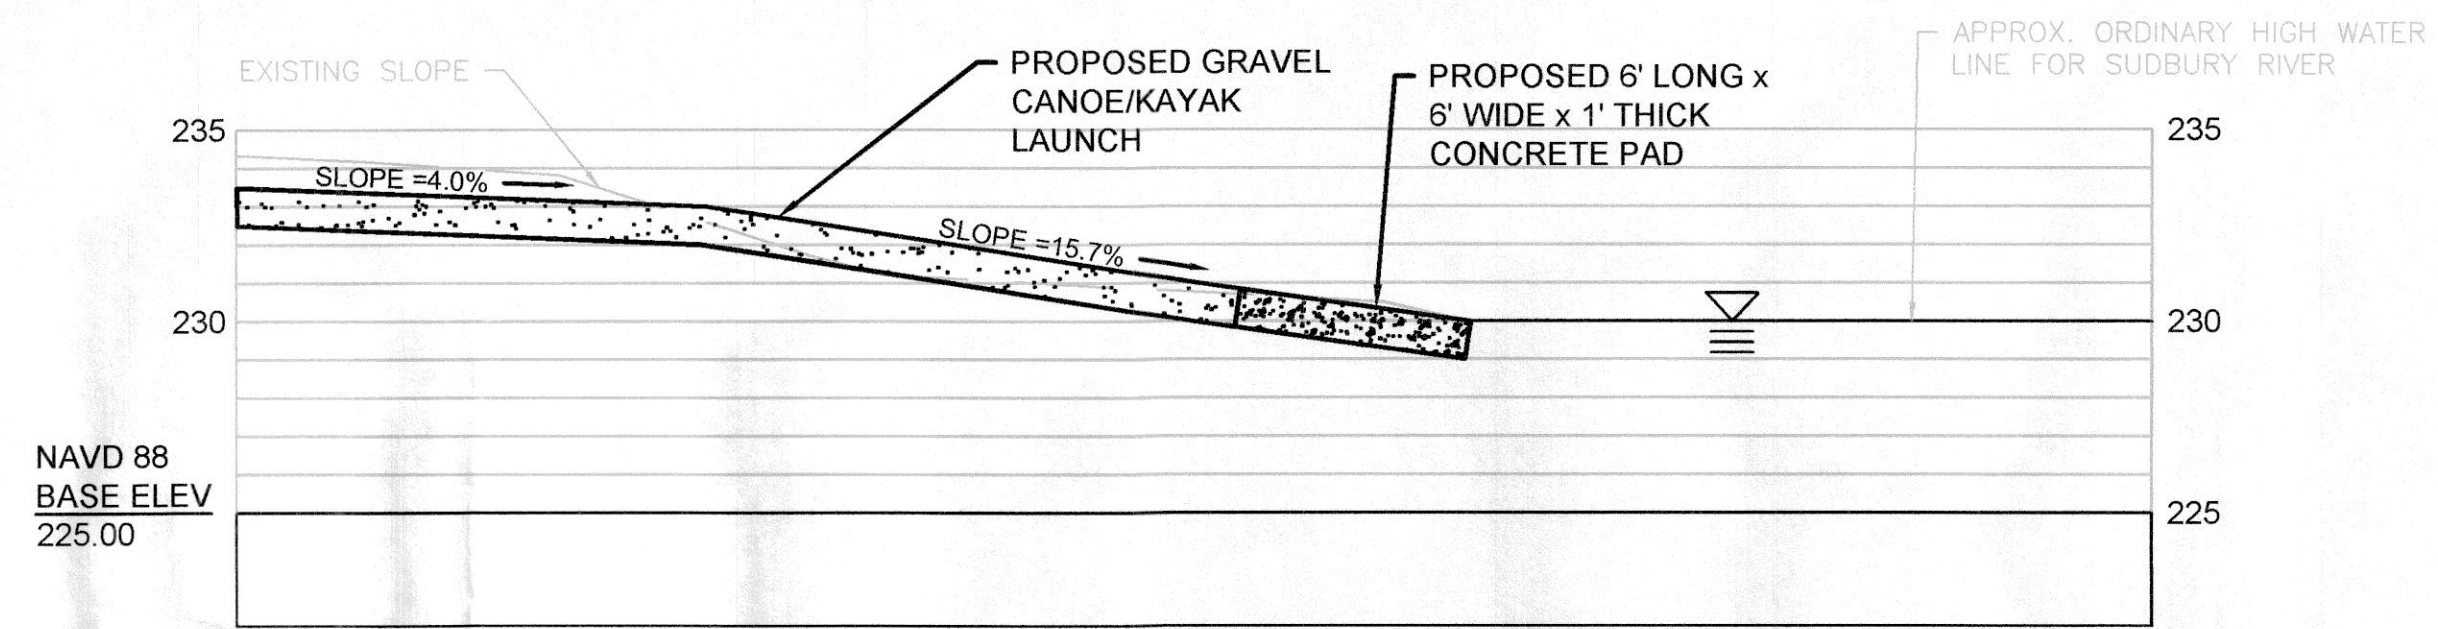 EXISTING SLOPE
PROPOSED GRAVEL
CANOE/KAYAK
LAUNCH
PROPOSED 6' LONG x
6' WIDE x 1' THICK
CONCRETE PAD
APPROX. ORDINARY HIGH WATER
LINE FOR SUDBURY RIVER
235
235
SLOPE =4.0%
SLOPE =15.7%
230
230
NAVD 88
BASE ELEV
225.00
225